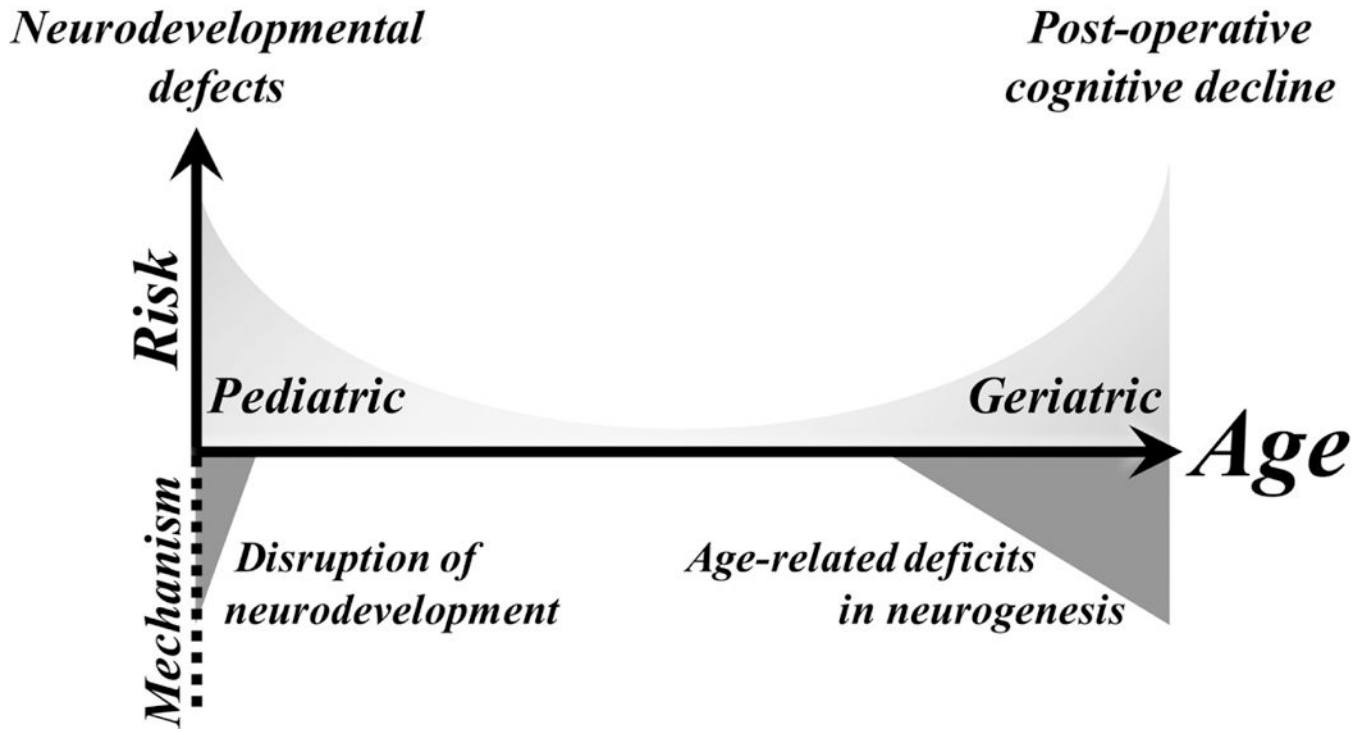 Neurodevelopmental
defects
Post-operative
cognitive decline
Risk
Pediatric
Geriatric
Age
Mechanism
Disruption of
neurodevelopment
Age-related deficits
in neurogenesis